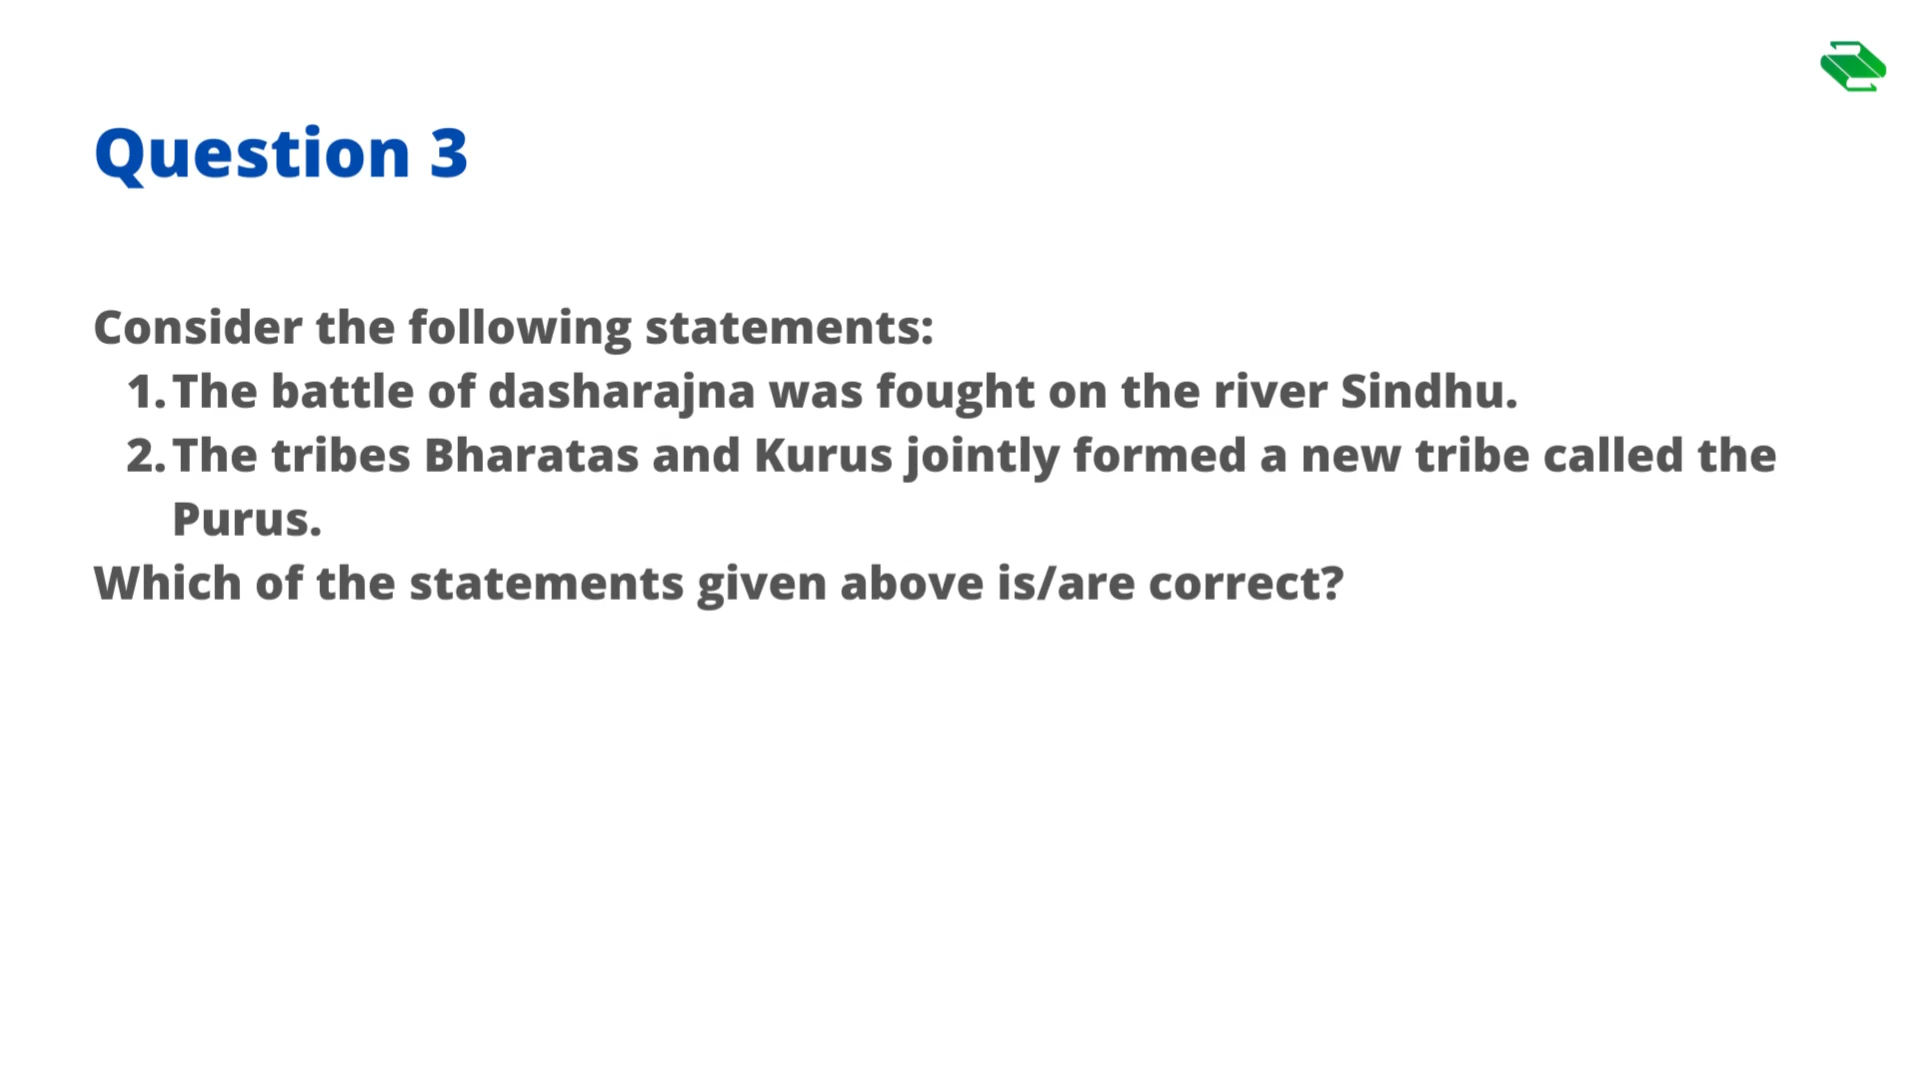 Question 3
Consider the following statements:
1. The battle of dasharajna was fought on the river Sindhu.
2. The tribes Bharatas and Kurus jointly formed a new tribe called the
Purus.
Which of the statements given above is/are correct?